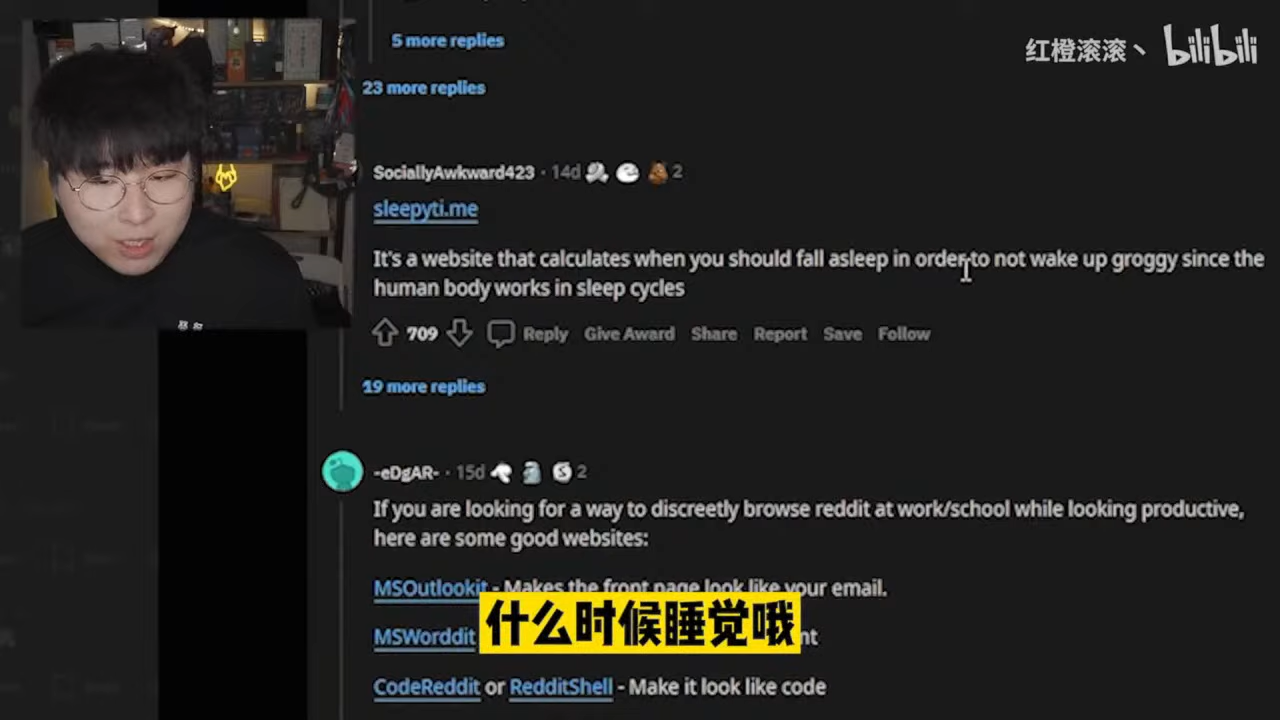 5 more replies
红橙滚滚丶 bilibili
23 more replies
SociallyAwkward423 · 14d 2
sleepyti.me
It's a website that calculates when you should fall asleep in order to not wake up groggy since the
human body works in sleep cycles
709 Reply Give Award Share Report Save Follow
19 more replies
-eDgAR- · 15d 2
If you are looking for a way to discreetly browse reddit at work/school while looking productive,
here are some good websites:
MSOutlookit - Makes the front page look like your email.
MSWorddit
什么时候睡觉哦
CodeReddit or RedditShell - Make it look like code